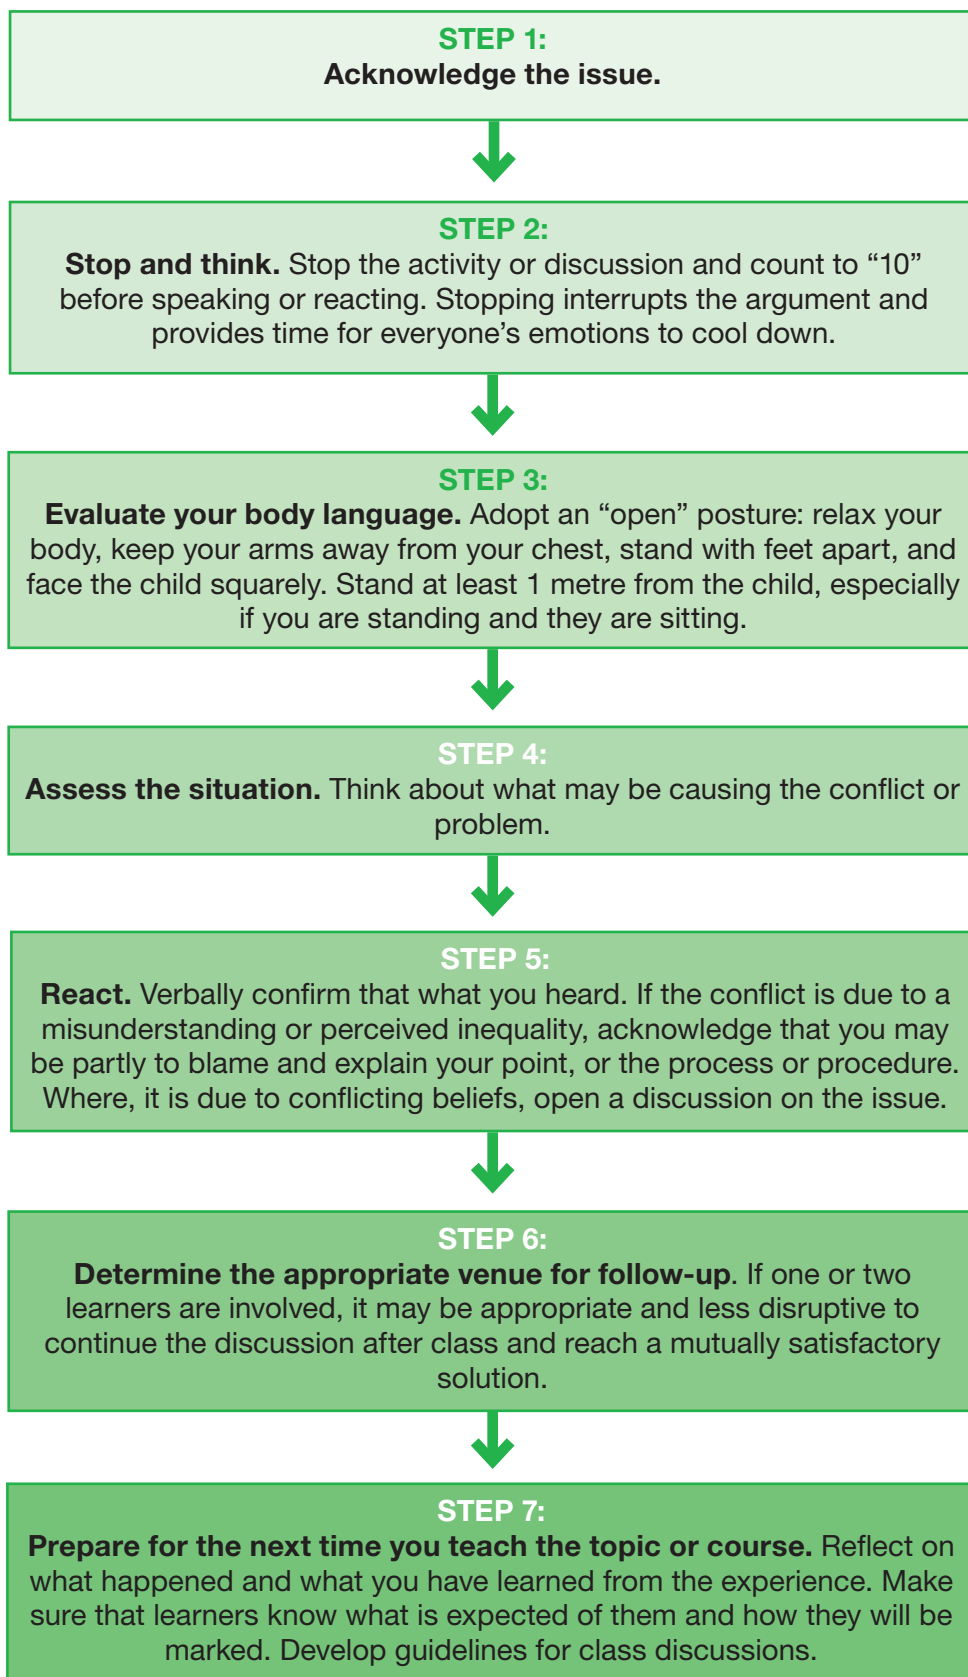 STEP 1:
Acknowledge the issue.
STEP 2:
Stop and think. Stop the activity or discussion and count to “10”
before speaking or reacting. Stopping interrupts the argument and
provides time for everyone’s emotions to cool down.
STEP 3:
Evaluate your body language. Adopt an “open” posture: relax your
body, keep your arms away from your chest, stand with feet apart, and
face the child squarely. Stand at least 1 metre from the child, especially
if you are standing and they are sitting.
STEP 4:
Assess the situation. Think about what may be causing the conflict or
problem.
STEP 5:
React. Verbally confirm that what you heard. If the conflict is due to a
misunderstanding or perceived inequality, acknowledge that you may
be partly to blame and explain your point, or the process or procedure.
Where, it is due to conflicting beliefs, open a discussion on the issue.
STEP 6:
Determine the appropriate venue for follow-up. If one or two
learners are involved, it may be appropriate and less disruptive to
continue the discussion after class and reach a mutually satisfactory
solution.
STEP 7:
Prepare for the next time you teach the topic or course. Reflect on
what happened and what you have learned from the experience. Make
sure that learners know what is expected of them and how they will be
marked. Develop guidelines for class discussions.